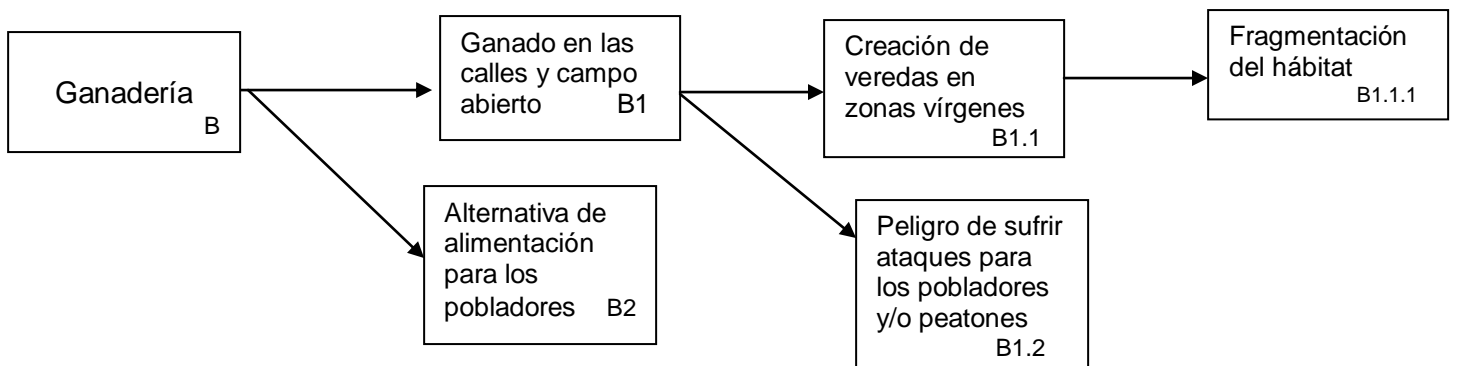 Ganadería
B
Ganado en las
calles y campo
abierto B1
Creación de
veredas en
zonas vírgenes
B1.1
Fragmentación
del hábitat
B1.1.1
Alternativa de
alimentación
para los
pobladores B2
Peligro de sufrir
ataques para
los pobladores
y/o peatones
B1.2